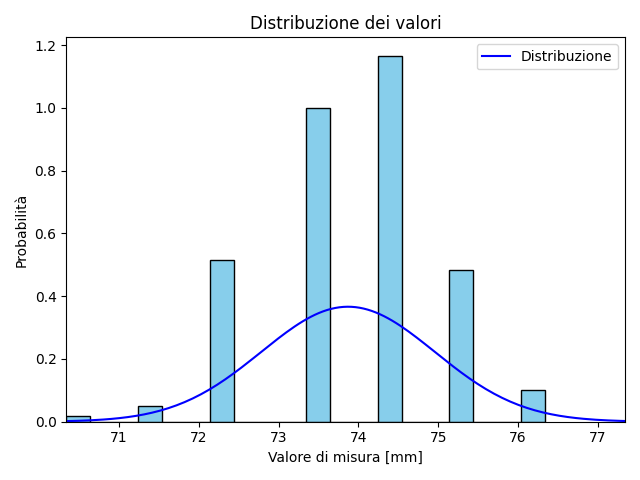 Distribuzione dei valori
Distribuzione
1.2
1.0
0.8
0.6
0.4
0.2
0.0
Probabilità
71 72 73 74 75 76 77
Valore di misura [mm]